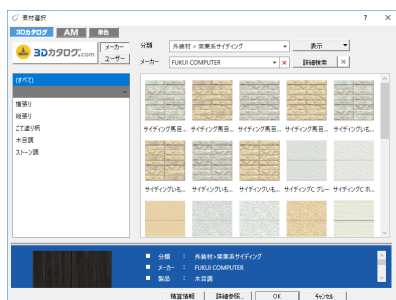 素材選択
? ×
3Dカタログ AM 単色
3Dカタログ.com
メーカー
ユーザー
分類 外装材 > 窯業系サイディング 表示
メーカー FUKUI COMPUTER × 詳細検索 ×
(すべて)
横張り
縦張り
こて塗り柄
木目調
ストーン調
サイディング馬目... サイディング馬目... サイディング馬目... サイディング馬目... サイディングいも...
サイディングいも... サイディングいも... サイディングいも... サイディングC グレー サイディングC ホ...
■ 分類 : 外装材>窯業系サイディング
■ メーカー : FUKUI COMPUTER
■ 製品 : 木目調
積算情報 詳細参照... OK キャンセル